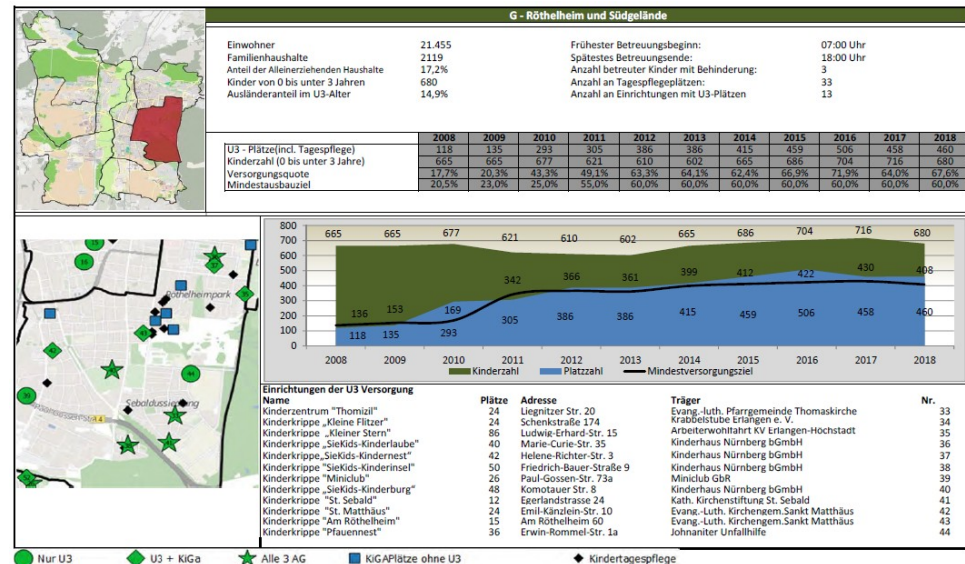 G - Röthelheim und Südgelände
Einwohner 21.455 Frühester Betreuungsbeginn: 07:00 Uhr
Familienhaushalte 2119 Spätestes Betreuungsende: 18:00 Uhr
Anteil der Alleinerziehenden Haushalte 17,2% Anzahl betreuter Kinder mit Behinderung: 3
Kinder von 0 bis unter 3 Jahren 680 Anzahl an Tagespflegeplätzen: 33
Ausländeranteil im U3-Alter 14,9% Anzahl an Einrichtungen mit U3-Plätzen 13
2008 2009 2010 2011 2012 2013 2014 2015 2016 2017 2018
U3 - Plätze(incl. Tagespflege) 118 135 293 305 386 386 415 459 506 458 460
Kinderzahl (0 bis unter 3 Jahre) 665 665 677 621 610 602 665 686 704 716 680
Versorgungsquote 17,7% 20,3% 43,3% 49,1% 63,3% 64,1% 62,4% 66,9% 71,9% 64,0% 67,6%
Mindestausbauziel 20,5% 23,0% 25,0% 55,0% 60,0% 60,0% 60,0% 60,0% 60,0% 60,0% 60,0%
800
700
600
500
400
300
200
100
0
665 665 677 621 610 602 665 686 704 716 680
136 153 169 342 366 361 399 412 422 430 408
118 135 293 305 386 386 415 459 506 458 460
2008 2009 2010 2011 2012 2013 2014 2015 2016 2017 2018
Kinderzahl Platzzahl Mindestversorgungsziel
Röthelheimpark
Sebaldussiedlung
Einrichtungen der U3 Versorgung
Name Plätze Adresse Träger Nr.
Kinderzentrum "Thomizil" 24 Liegnitzer Str. 20 Evang.-luth. Pfarrgemeinde Thomaskirche 33
Kinderkrippe „Kleine Flitzer" 24 Schenkstraße 174 Krabbelstube Erlangen e. V. 34
Kinderkrippe „Kleiner Stern" 86 Ludwig-Erhard-Str. 15 Arbeiterwohlfahrt KV Erlangen-Höchstadt 35
Kinderkrippe "SieKids-Kinderlaube" 40 Marie-Curie-Str. 35 Kinderhaus Nürnberg bGmbH 36
Kinderkrippe„SieKids-Kindernest" 42 Helene-Richter-Str. 3 Kinderhaus Nürnberg bGmbH 37
Kinderkrippe "SieKids-Kinderinsel" 50 Friedrich-Bauer-Straße 9 Kinderhaus Nürnberg bGmbH 38
Kinderkrippe "Miniclub" 26 Paul-Gossen-Str. 73a Miniclub GbR 39
Kinderkrippe „SieKids-Kinderburg" 48 Komotauer Str. 8 Kinderhaus Nürnberg bGmbH 40
Kinderkrippe "St. Sebald" 12 Egerlandstrasse 24 Kath. Kirchenstiftung St. Sebald 41
Kinderkrippe "St. Matthäus" 24 Emil-Känzlein-Str. 10 Evang.-Luth. Kirchengem.Sankt Matthäus 42
Kinderkrippe "Am Röthelheim" 15 Am Röthelheim 60 Evang.-Luth. Kirchengem.Sankt Matthäus 43
Kinderkrippe "Pfauennest" 36 Erwin-Rommel-Str. 1a Johnaniter Unfallhilfe 44
Nur U3 U3 + KiGa Alle 3 AG KiGAPlätze ohne U3 Kindertagespflege